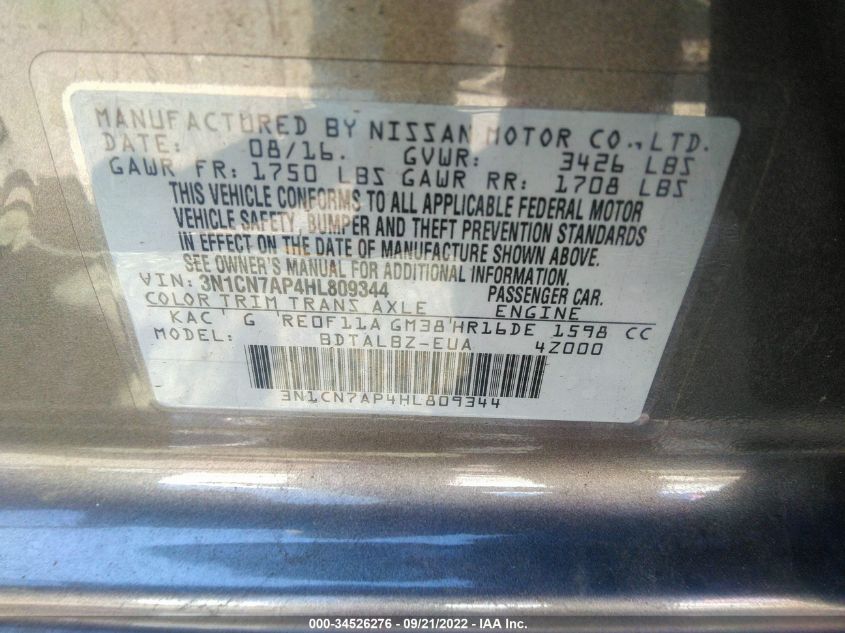 MANUFACTURED BY NISSAN MOTOR CO., LTD.
DATE: 08/16. GVWR: 3426 LBS
GAWR FR: 1750 LBS GAWR RR: 1708 LBS
THIS VEHICLE CONFORMS TO ALL APPLICABLE FEDERAL MOTOR
VEHICLE SAFETY, BUMPER AND THEFT PREVENTION STANDARDS
IN EFFECT ON THE DATE OF MANUFACTURE SHOWN ABOVE.
SEE OWNER'S MANUAL FOR ADDITIONAL INFORMATION.
VIN: 3N1CN7AP4HL809344 PASSENGER CAR.
COLOR TRIM TRANS AXLE ENGINE
KAC G RE0F11A GM38 HR16DE 1598 CC
MODEL: BDTALBZ-EUA 4Z000
3N1CN7AP4HL809344
000-34526276 - 09/21/2022 - IAA Inc.